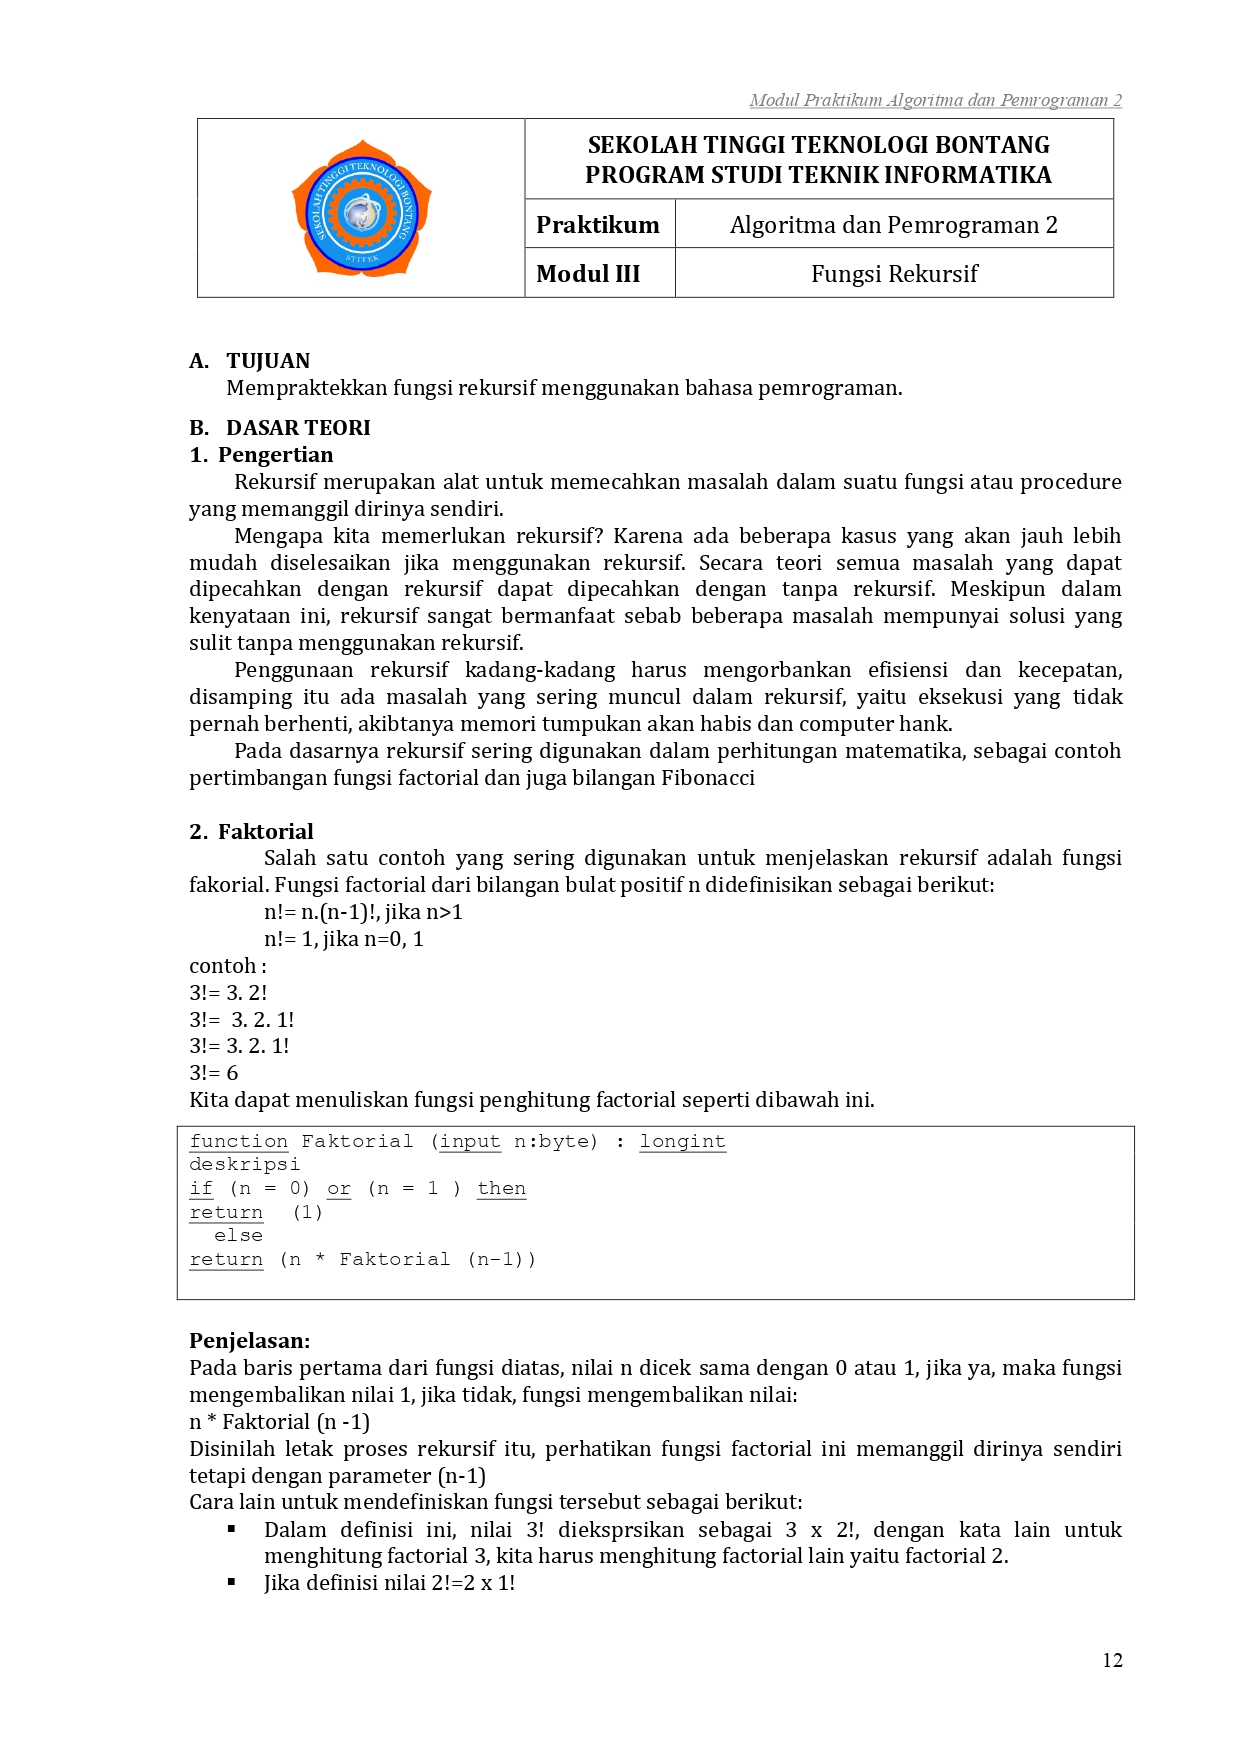 Modul Praktikum Algoritma dan Pemrograman 2
SEKOLAH TINGGI TEKNOLOGI BONTANG
STITEK
SEKOLAH TINGGI TEKNOLOGI BONTANG
PROGRAM STUDI TEKNIK INFORMATIKA
Praktikum Algoritma dan Pemrograman 2
Modul III Fungsi Rekursif
A. TUJUAN
Mempraktekkan fungsi rekursif menggunakan bahasa pemrograman.
B. DASAR TEORI
1. Pengertian
Rekursif merupakan alat untuk memecahkan masalah dalam suatu fungsi atau procedure
yang memanggil dirinya sendiri.
Mengapa kita memerlukan rekursif? Karena ada beberapa kasus yang akan jauh lebih
mudah diselesaikan jika menggunakan rekursif. Secara teori semua masalah yang dapat
dipecahkan dengan rekursif dapat dipecahkan dengan tanpa rekursif. Meskipun dalam
kenyataan ini, rekursif sangat bermanfaat sebab beberapa masalah mempunyai solusi yang
sulit tanpa menggunakan rekursif.
Penggunaan rekursif kadang-kadang harus mengorbankan efisiensi dan kecepatan,
disamping itu ada masalah yang sering muncul dalam rekursif, yaitu eksekusi yang tidak
pernah berhenti, akibtanya memori tumpukan akan habis dan computer hank.
Pada dasarnya rekursif sering digunakan dalam perhitungan matematika, sebagai contoh
pertimbangan fungsi factorial dan juga bilangan Fibonacci
2. Faktorial
Salah satu contoh yang sering digunakan untuk menjelaskan rekursif adalah fungsi
fakorial. Fungsi factorial dari bilangan bulat positif n didefinisikan sebagai berikut:
n!= n.(n-1)!, jika n>1
n!= 1, jika n=0, 1
contoh :
3!= 3. 2!
3!=  3. 2. 1!
3!= 3. 2. 1!
3!= 6
Kita dapat menuliskan fungsi penghitung factorial seperti dibawah ini.
function Faktorial (input n:byte) : longint
deskripsi
if (n = 0) or (n = 1 ) then
return  (1)
else
return (n * Faktorial (n-1))
Penjelasan:
Pada baris pertama dari fungsi diatas, nilai n dicek sama dengan 0 atau 1, jika ya, maka fungsi
mengembalikan nilai 1, jika tidak, fungsi mengembalikan nilai:
n * Faktorial (n -1)
Disinilah letak proses rekursif itu, perhatikan fungsi factorial ini memanggil dirinya sendiri
tetapi dengan parameter (n-1)
Cara lain untuk mendefiniskan fungsi tersebut sebagai berikut:
▪ Dalam definisi ini, nilai 3! dieksprsikan sebagai 3 x 2!, dengan kata lain untuk
menghitung factorial 3, kita harus menghitung factorial lain yaitu factorial 2.
▪ Jika definisi nilai 2!=2 x 1!
12